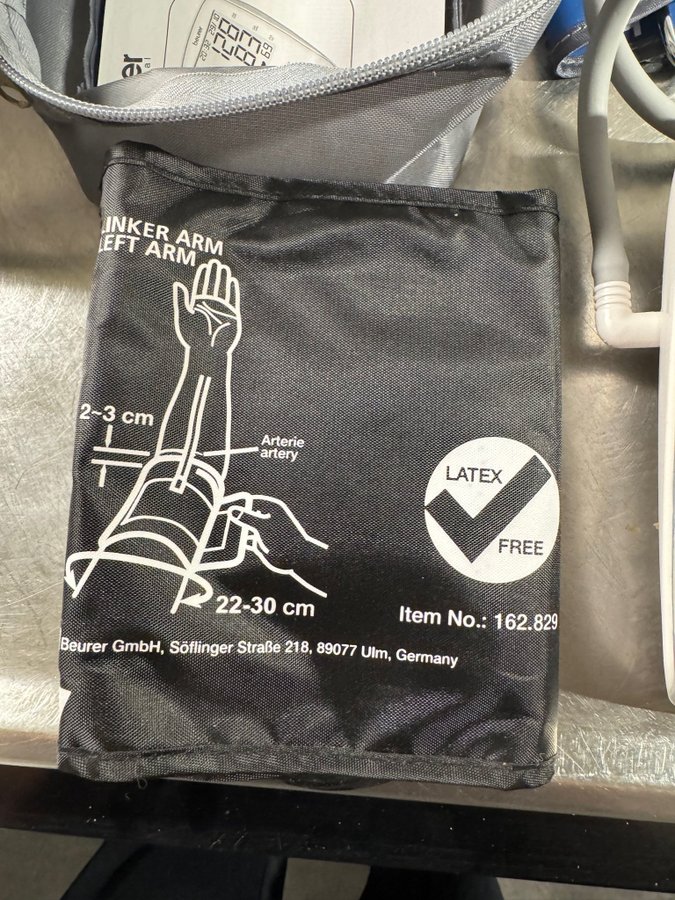 LINKER ARM
LEFT ARM
2~3 cm
Arterie
artery
LATEX
FREE
22-30 cm
Item No.: 162.829
Beurer GmbH, Söflinger Straße 218, 89077 Ulm, Germany